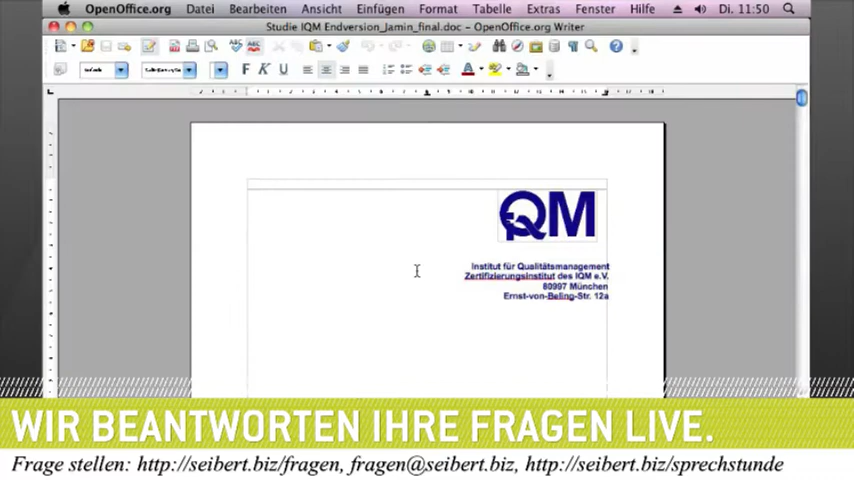 OpenOffice.org Datei Bearbeiten Ansicht Einfügen Format Tabelle Extras Fenster Hilfe Di. 11:50
Studie IQM Endversion_Jamin_final.doc - OpenOffice.org Writer
F K U
IQM
Institut für Qualitätsmanagement
Zertifizierungsinstitut des IQM e.V.
80997 München
Ernst-von-Beling-Str. 12a
WIR BEANTWORTEN IHRE FRAGEN LIVE.
Frage stellen: http://seibert.biz/fragen, fragen@seibert.biz, http://seibert.biz/sprechstunde